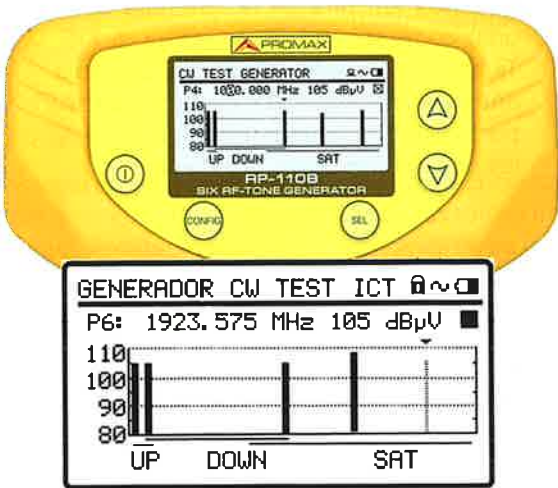 PROMAX
CW TEST GENERATOR
P4: 1030.000 MHz 105 dBµV
110
100
90
80
UP DOWN SAT
RP-110B
SIX RF-TONE GENERATOR
CONFIG
SEL
GENERADOR CW TEST ICT
P6: 1923.575 MHz 105 dBµV
110
100
90
80
UP DOWN SAT